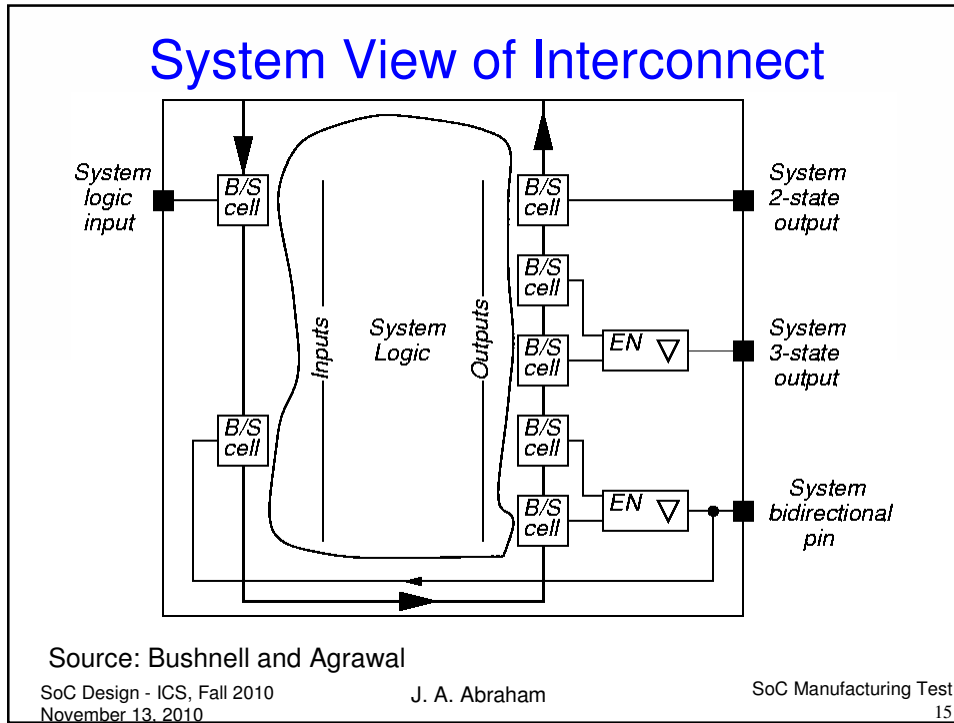 System View of Interconnect
System
logic
input
B/S
cell
B/S
cell
Inputs
System
Logic
Outputs
B/S
cell
B/S
cell
B/S
cell
B/S
cell
B/S
cell
EN
EN
System
2-state
output
System
3-state
output
System
bidirectional
pin
Source: Bushnell and Agrawal
SoC Design - ICS, Fall 2010
November 13, 2010
J. A. Abraham
SoC Manufacturing Test
15